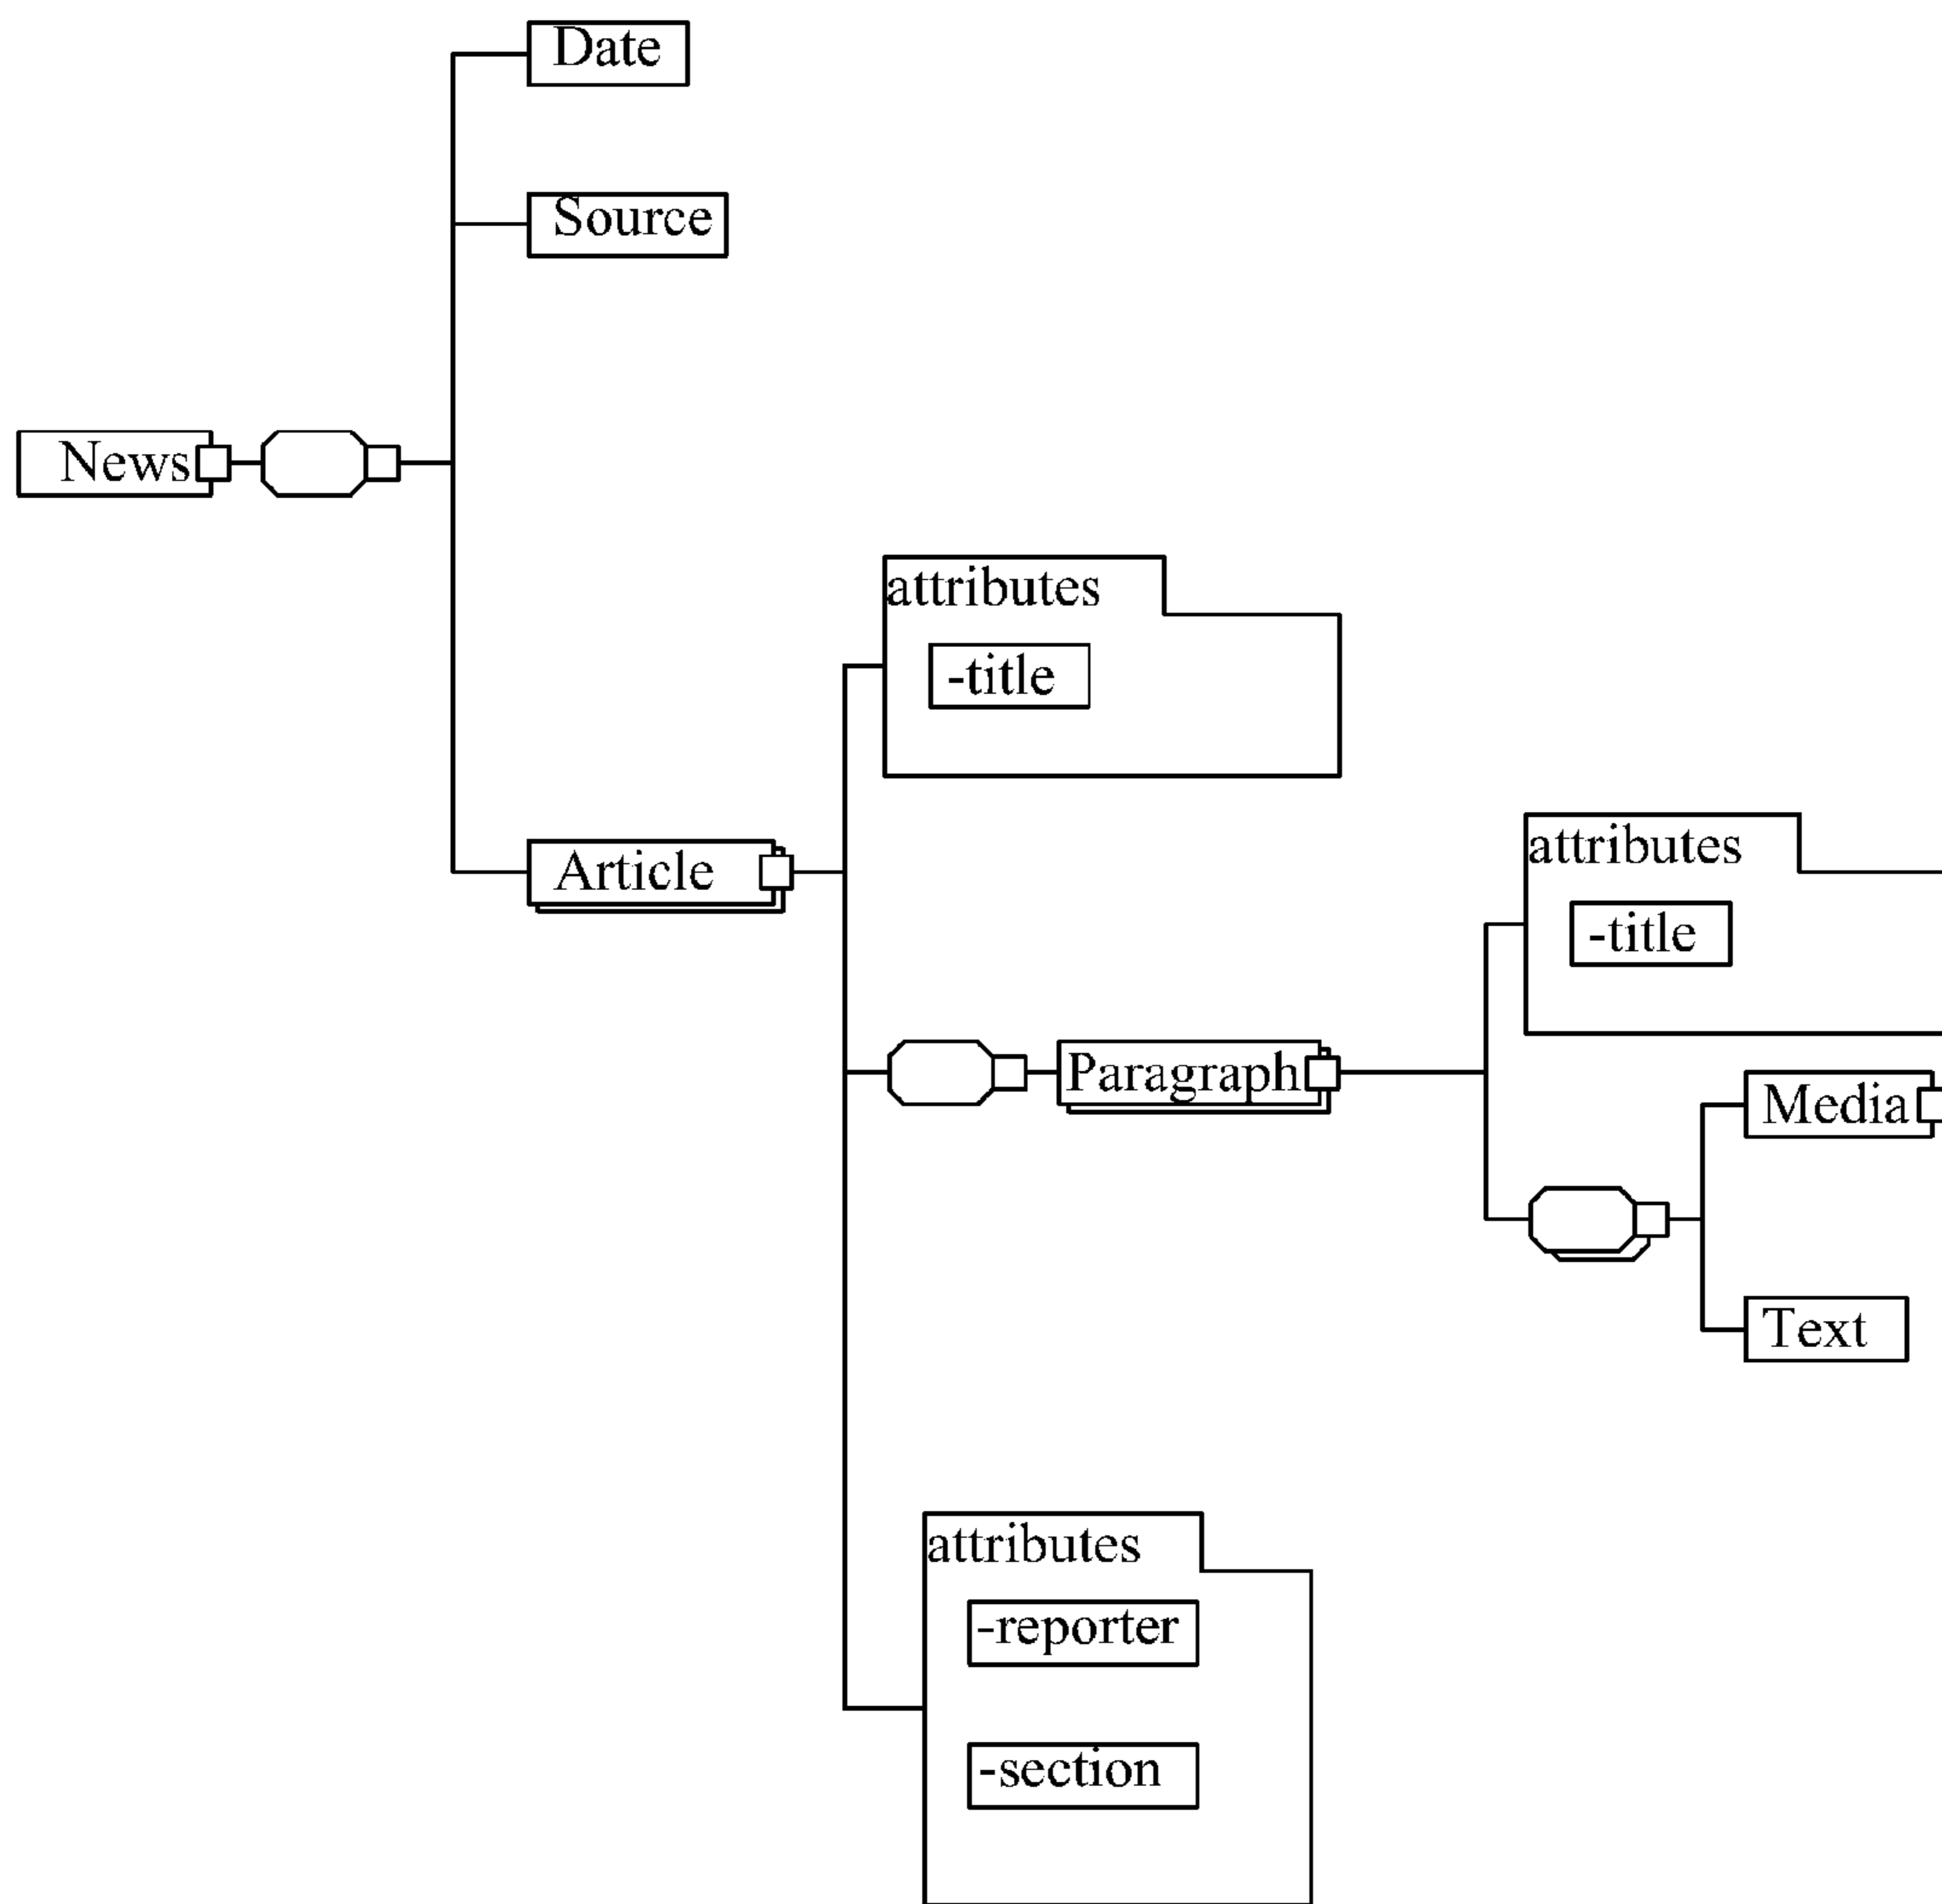 Date
Source
News
attributes
-title
Article
attributes
-title
Paragraph
Media
Text
attributes
-reporter
-section